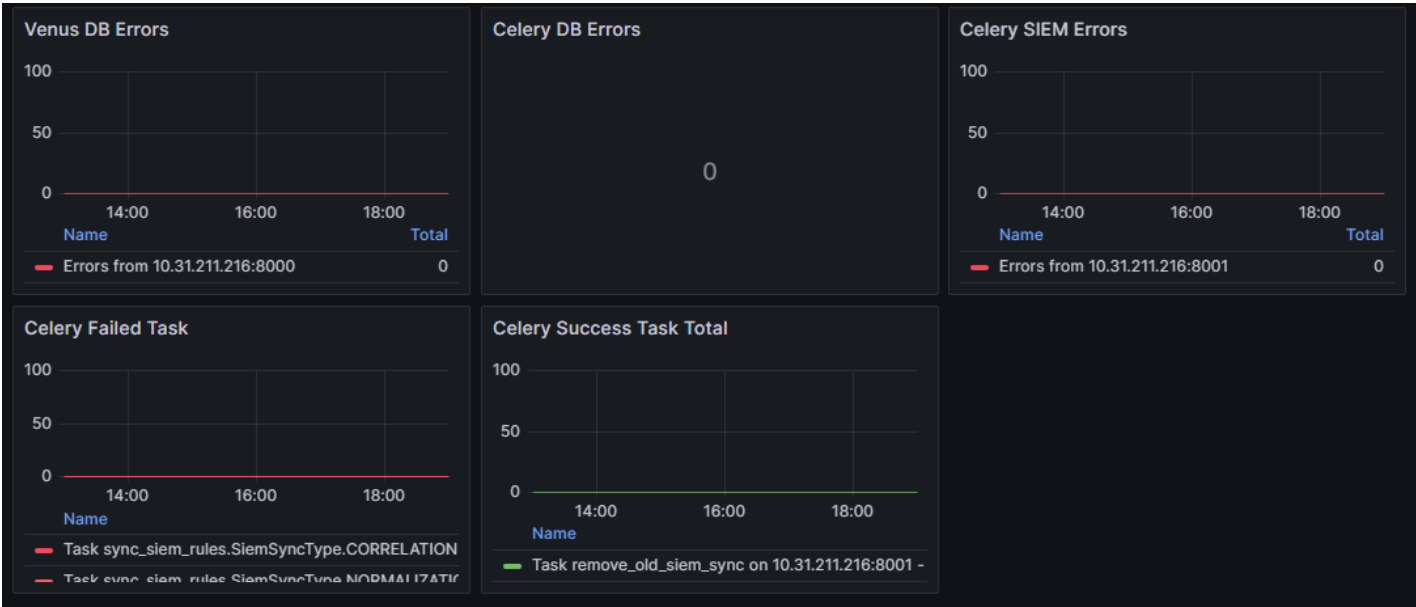 Venus DB Errors
100
50
0
14:00 16:00 18:00
Name Total
Errors from 10.31.211.216:8000 0
Celery DB Errors
0
Celery SIEM Errors
100
50
0
14:00 16:00 18:00
Name Total
Errors from 10.31.211.216:8001 0
Celery Failed Task
100
50
0
14:00 16:00 18:00
Name
Task sync_siem_rules.SiemSyncType.CORRELATION
Task sync_siem_rules.SiemSyncType.NORMALIZATIO
Celery Success Task Total
100
50
0
14:00 16:00 18:00
Name
Task remove_old_siem_sync on 10.31.211.216:8001 -